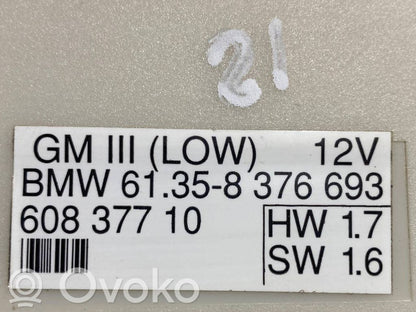 21
GM III (LOW) 12V
BMW 61.35-8 376 693
608 377 10
HW 1.7
SW 1.6
Ovoko